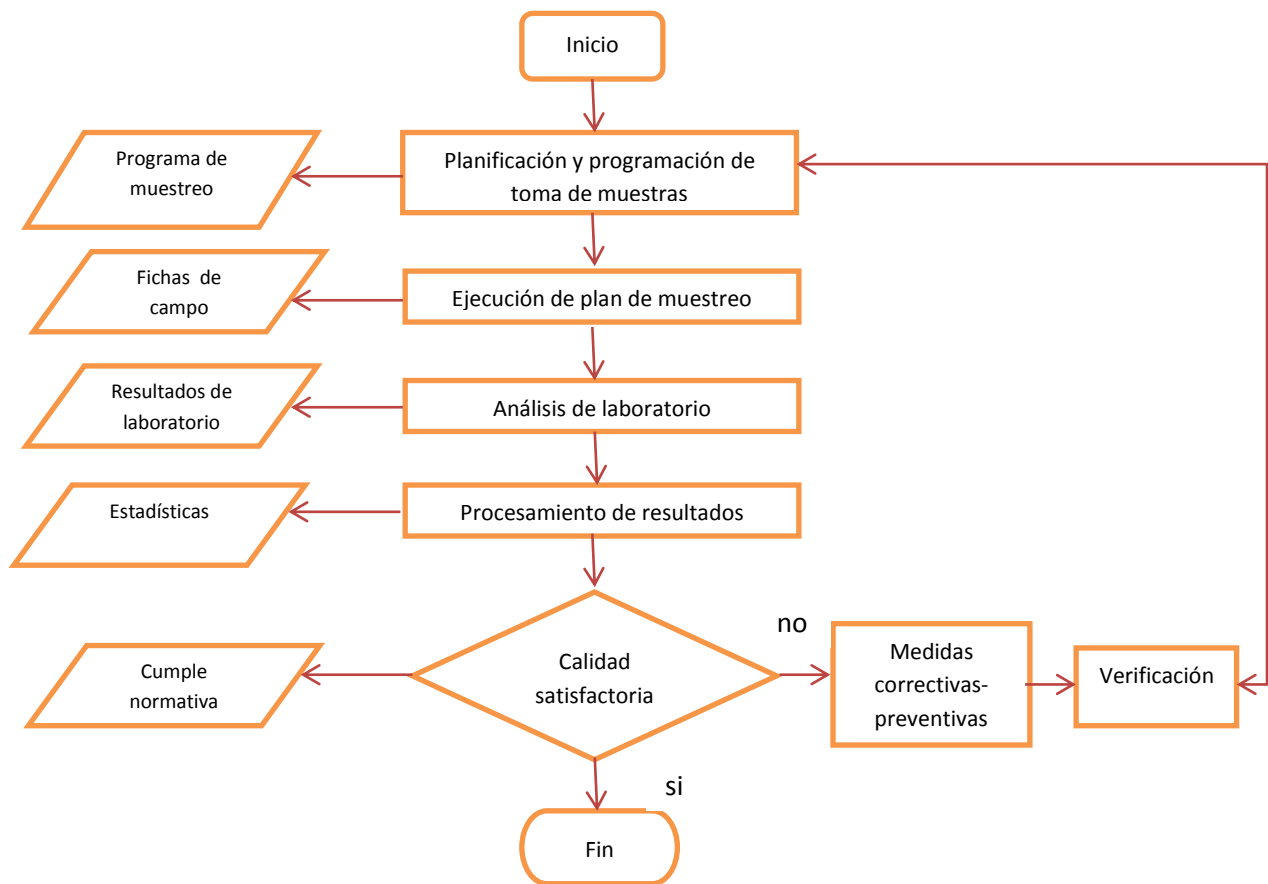 Inicio
Programa de
muestreo
Planificación y programación de
toma de muestras
Fichas de
campo
Ejecución de plan de muestreo
Resultados de
laboratorio
Análisis de laboratorio
Estadísticas
Procesamiento de resultados
Cumple
normativa
Calidad
satisfactoria
no
Medidas
correctivas-
preventivas
Verificación
si
Fin